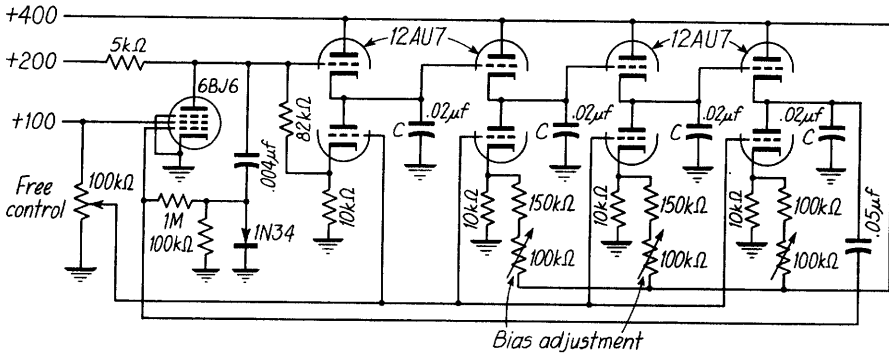 +400
5kΩ
12AU7
12AU7
+200
6BJ6
+100
82kΩ
.02µf
C
.02µf
C
.02µf
C
.02µf
C
.004µf
Free
control
100kΩ
1M
100kΩ
1N34
10kΩ
10kΩ
150kΩ
100kΩ
10kΩ
150kΩ
100kΩ
10kΩ
100kΩ
100kΩ
.05µf
Bias adjustment